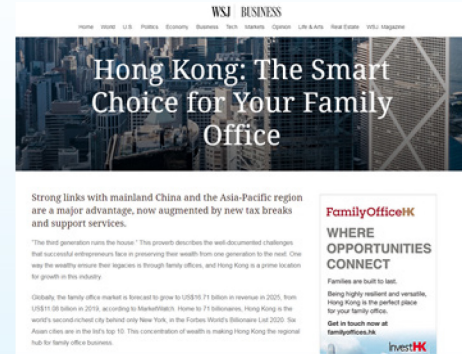 WSJ | BUSINESS
Home World U.S. Politics Economy Business Tech Markets Opinion Life & Arts Real Estate WSJ. Magazine
Hong Kong: The Smart
Choice for Your Family
Office
Strong links with mainland China and the Asia-Pacific region
are a major advantage, now augmented by new tax breaks
and support services.
"The third generation ruins the house." This proverb describes the well-documented challenges
that successful entrepreneurs face in preserving their wealth from one generation to the next. One
way the wealthy ensure their legacies is through family offices, and Hong Kong is a prime location
for growth in this industry.
Globally, the family office market is forecast to grow to US$16.71 billion in revenue in 2025, from
US$11.08 billion in 2019, according to MarketWatch. Home to 71 billionaires, Hong Kong is the
world's second-richest city behind only New York, in the Forbes World's Billionaire List 2020. Six
Asian cities are in the list's top 10. This concentration of wealth is making Hong Kong the regional
hub for family office business.
FamilyOfficeHK
WHERE
OPPORTUNITIES
CONNECT
Families are built to last.
Being highly resilient and versatile,
Hong Kong is the perfect place
for your family office.
Get in touch now at
familyoffices.hk
InvestHK